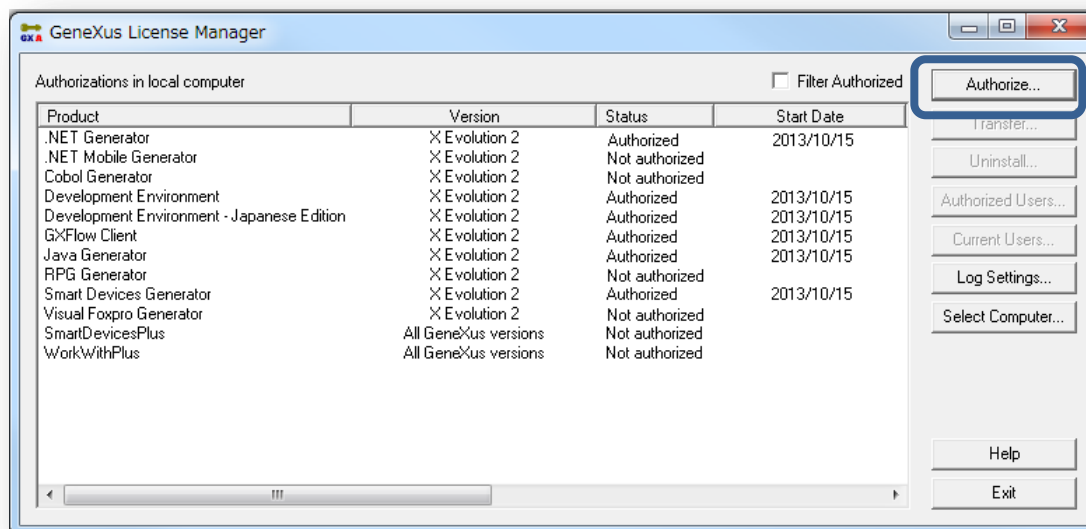 GXA GeneXus License Manager
Authorizations in local computer Filter Authorized Authorize...
Product Version Status Start Date Transfer...
.NET Generator X Evolution 2 Authorized 2013/10/15
.NET Mobile Generator X Evolution 2 Not authorized Uninstall...
Cobol Generator X Evolution 2 Not authorized
Development Environment X Evolution 2 Authorized 2013/10/15 Authorized Users...
Development Environment - Japanese Edition X Evolution 2 Authorized 2013/10/15
GXFlow Client X Evolution 2 Authorized 2013/10/15 Current Users...
Java Generator X Evolution 2 Authorized 2013/10/15
RPG Generator X Evolution 2 Not authorized Log Settings...
Smart Devices Generator X Evolution 2 Authorized 2013/10/15
Visual Foxpro Generator X Evolution 2 Not authorized Select Computer...
SmartDevicesPlus All GeneXus versions Not authorized
WorkWithPlus All GeneXus versions Not authorized
Help
Exit